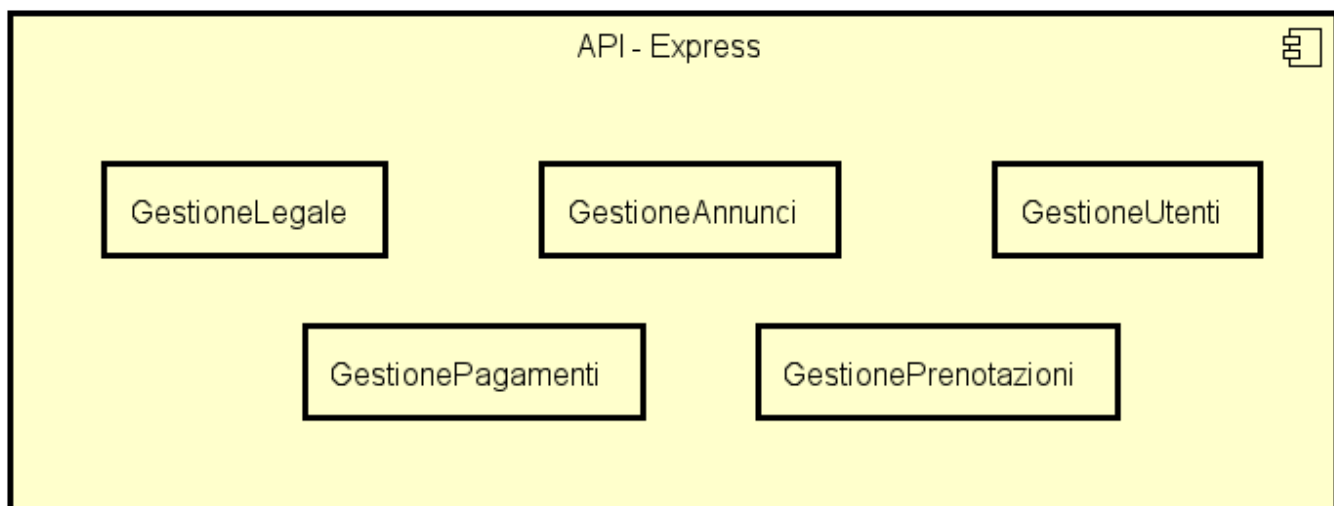 API - Express
GestioneLegale
GestioneAnnunci
GestioneUtenti
GestionePagamenti
GestionePrenotazioni